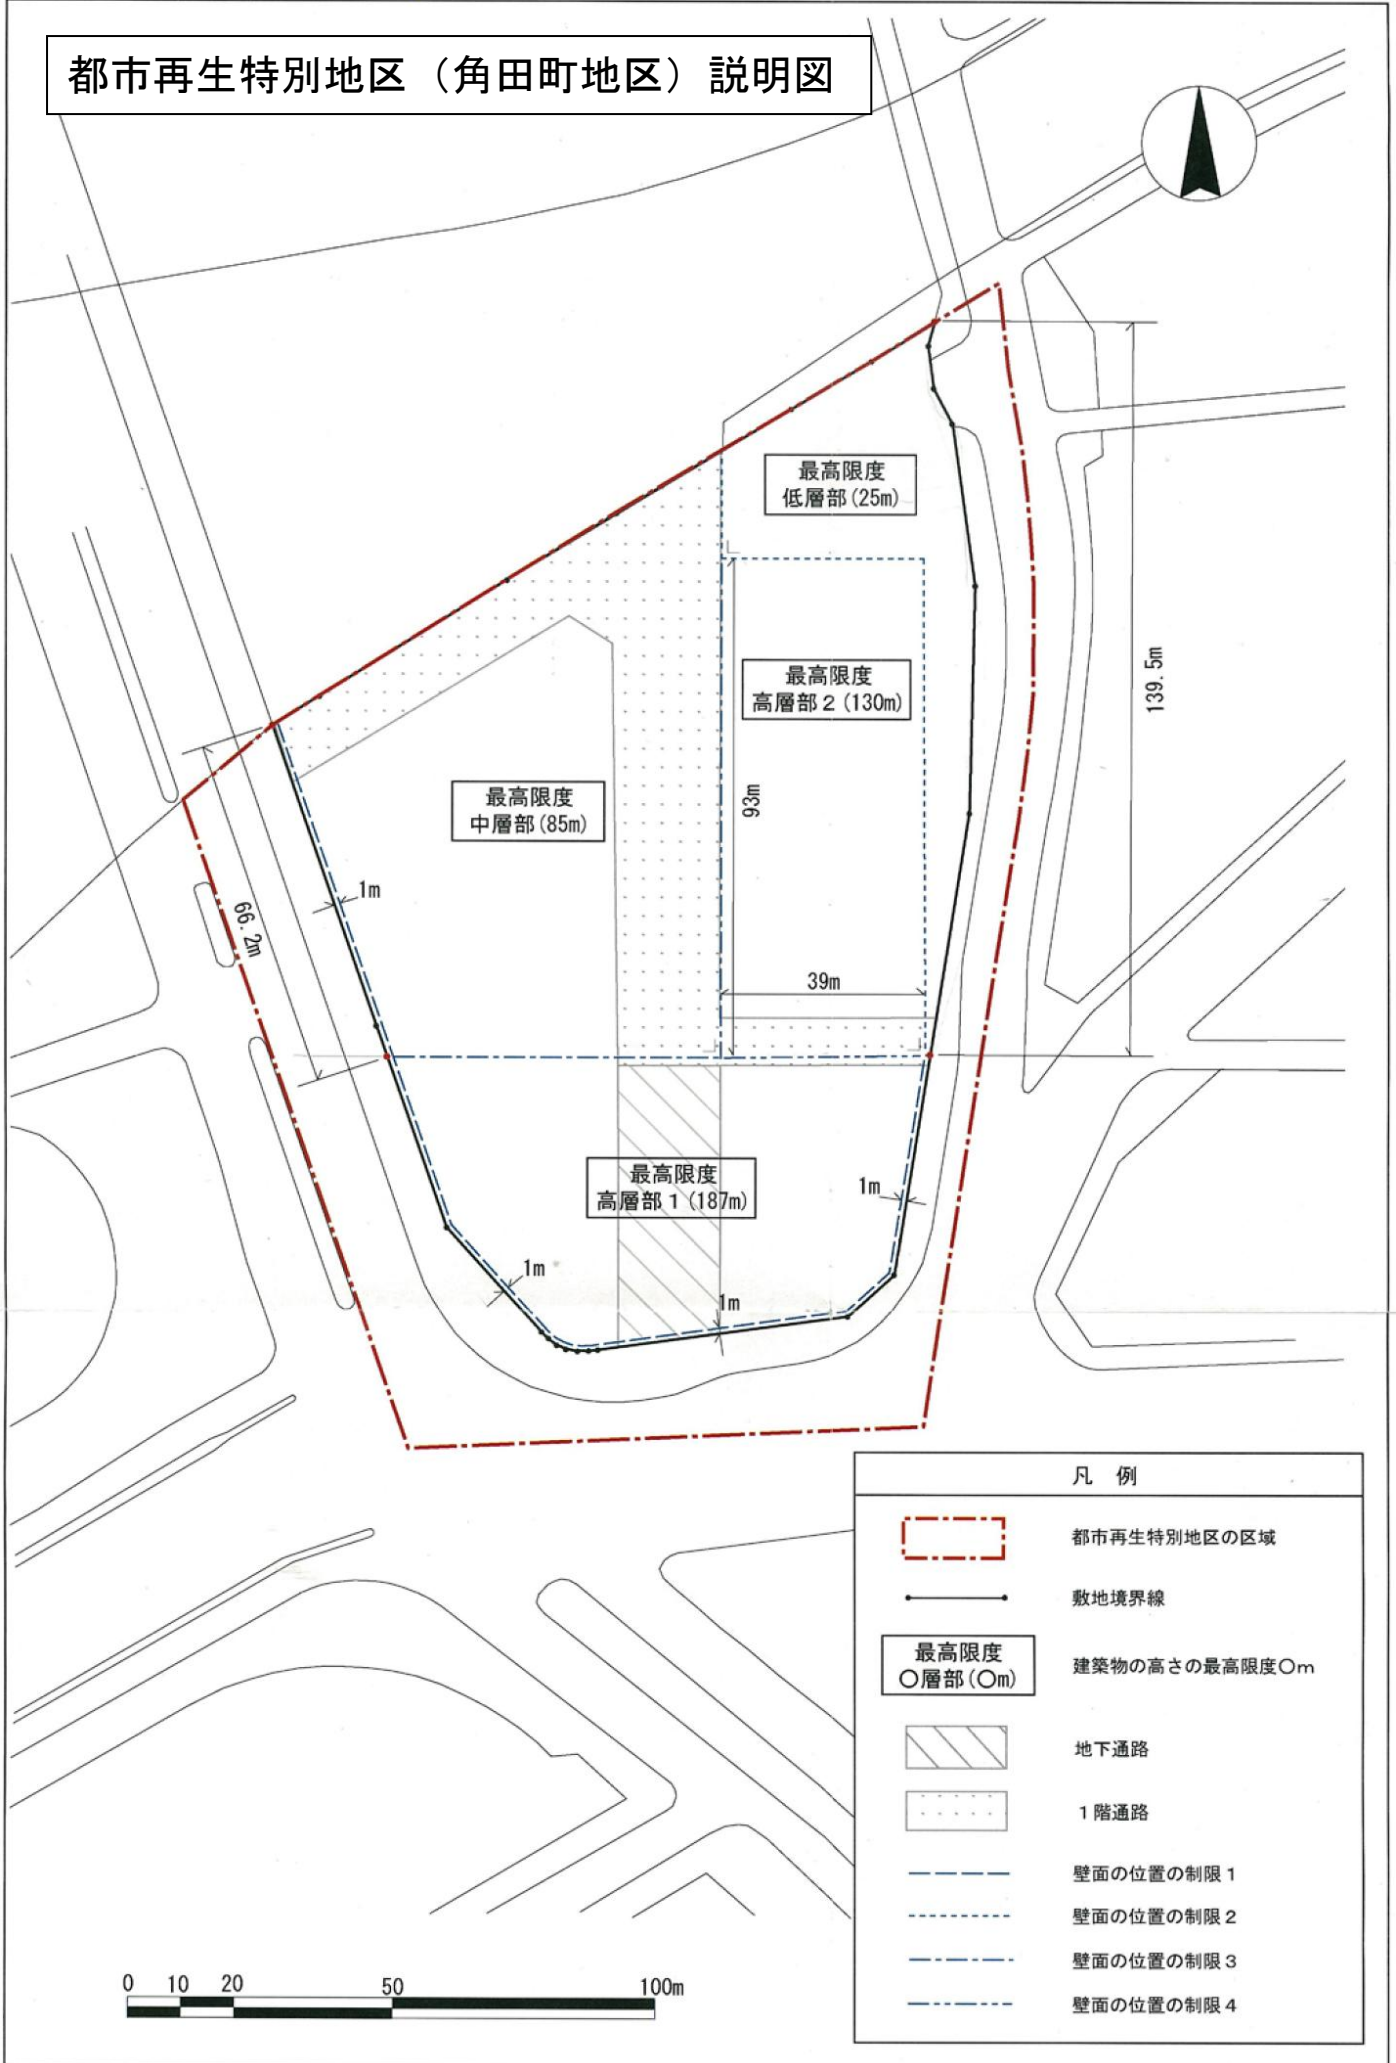 都市再生特別地区（角田町地区）説明図
最高限度
低層部(25m)
139.5m
最高限度
高層部２(130m)
93m
最高限度
中層部(85m)
1m
66.2m
39m
最高限度
高層部１(187m)
1m
1m
1m
凡 例
都市再生特別地区の区域
敷地境界線
最高限度
〇層部(〇m)
建築物の高さの最高限度〇ｍ
地下通路
１階通路
壁面の位置の制限１
壁面の位置の制限２
壁面の位置の制限３
壁面の位置の制限４
0 10 20 50 100m